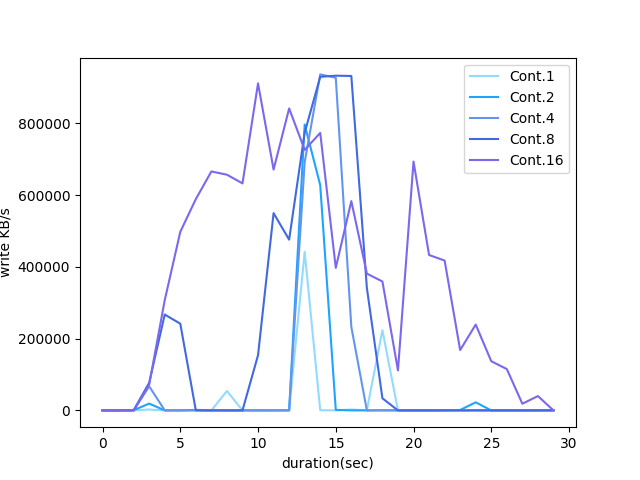 Cont.1
Cont.2
Cont.4
Cont.8
Cont.16
write KB/s
800000
600000
400000
200000
0
0 5 10 15 20 25 30
duration(sec)